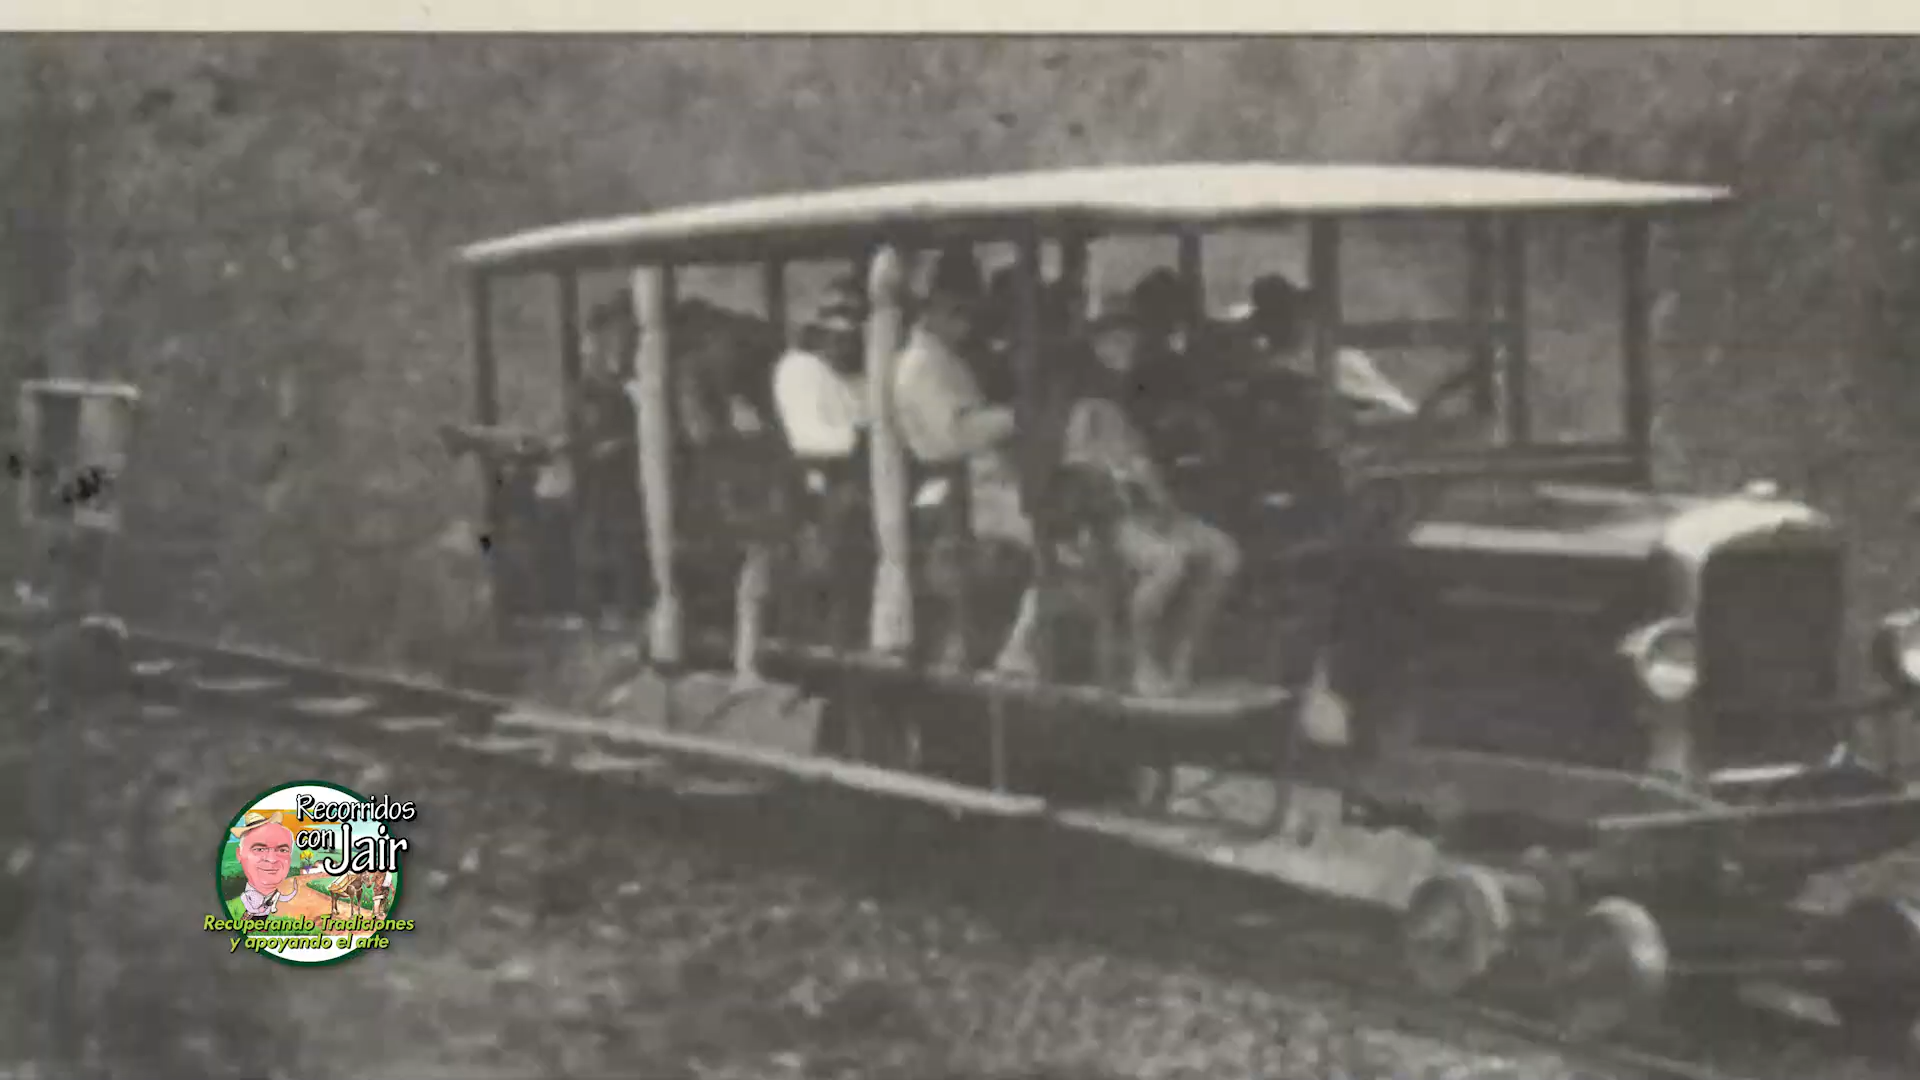 Recorridos
con Jair
Recuperando Tradiciones
y apoyando el arte